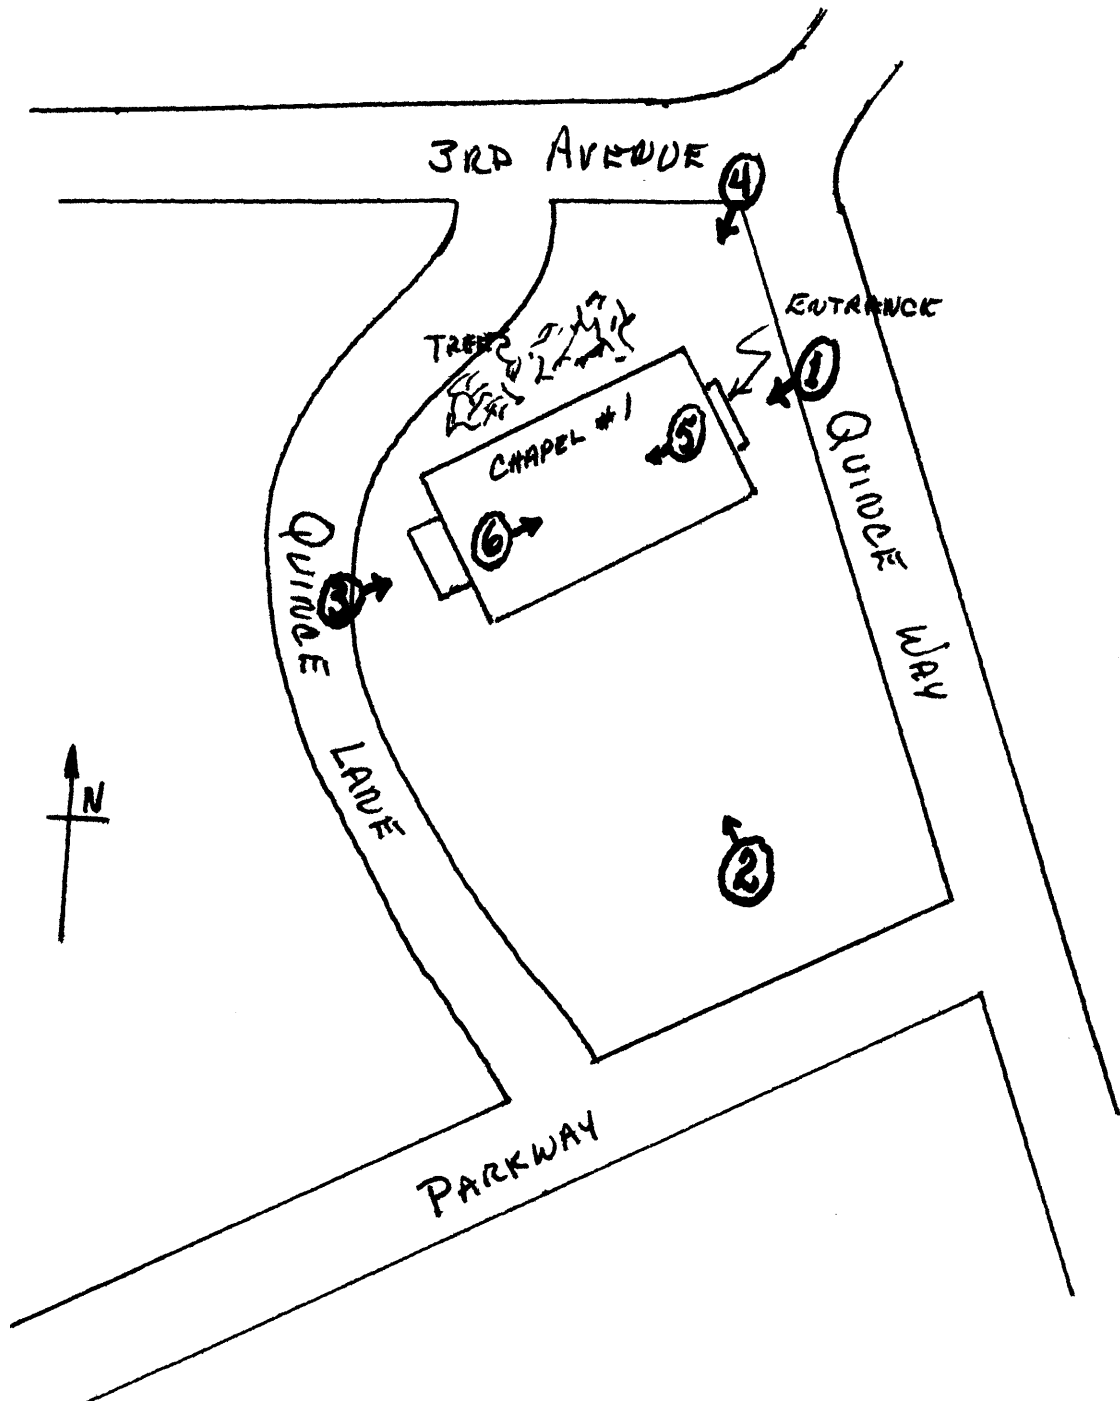 3RD AVENUE
4
ENTRANCE
TREES
1
CHAPEL #1
5
6
QUINCE WAY
3
QUINCE LANE
N
2
PARKWAY